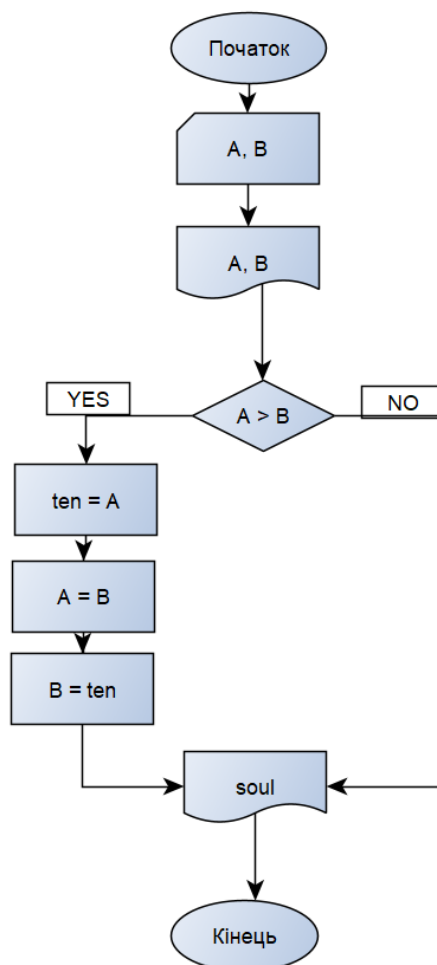 Початок
A, B
A, B
A > B
YES
NO
ten = A
A = B
B = ten
soul
Кінець